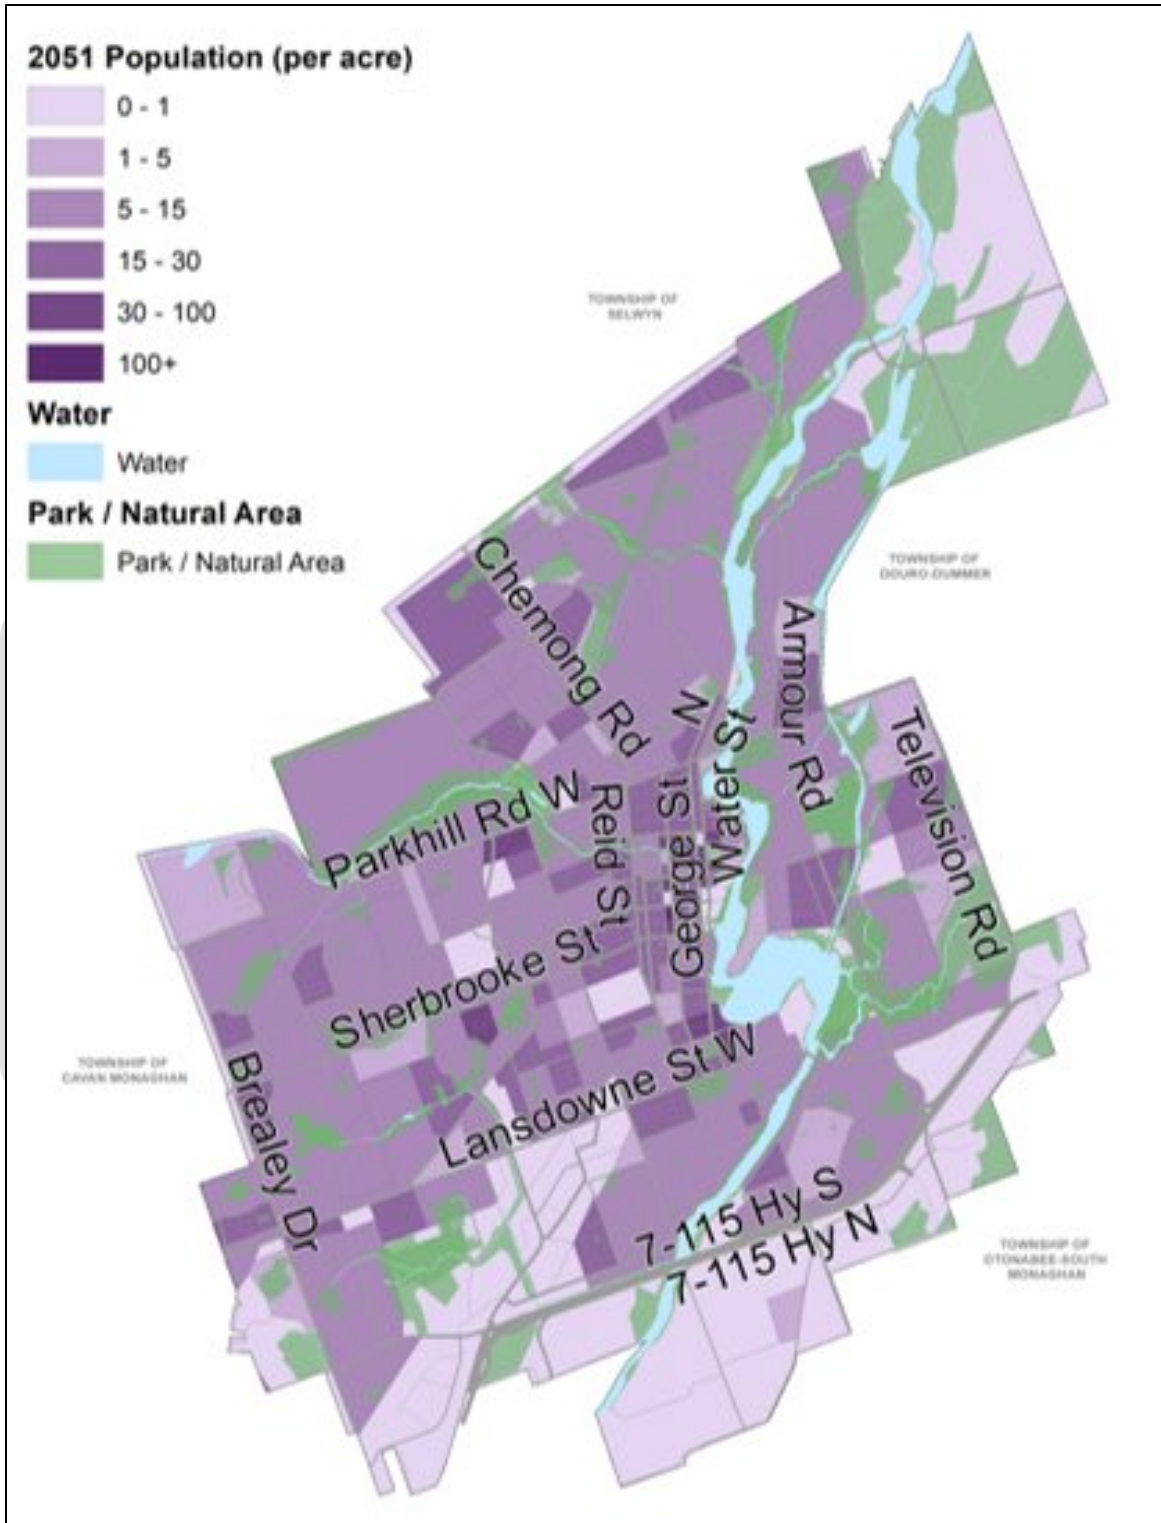 2051 Population (per acre)
0 - 1
1 - 5
5 - 15
15 - 30
30 - 100
100+
Water
Water
Park / Natural Area
Park / Natural Area
TOWNSHIP OF
SELWYN
TOWNSHIP OF
DOURO-DUMMER
Chemong Rd
Armour Rd
Television Rd
Water St
George St N
Reid St
Parkhill Rd W
Sherbrooke St
Lansdowne St W
Brealey Dr
TOWNSHIP OF
CAVAN MONAGHAN
7-115 Hy S
7-115 Hy N
TOWNSHIP OF
OTONABEE-SOUTH
MONAGHAN